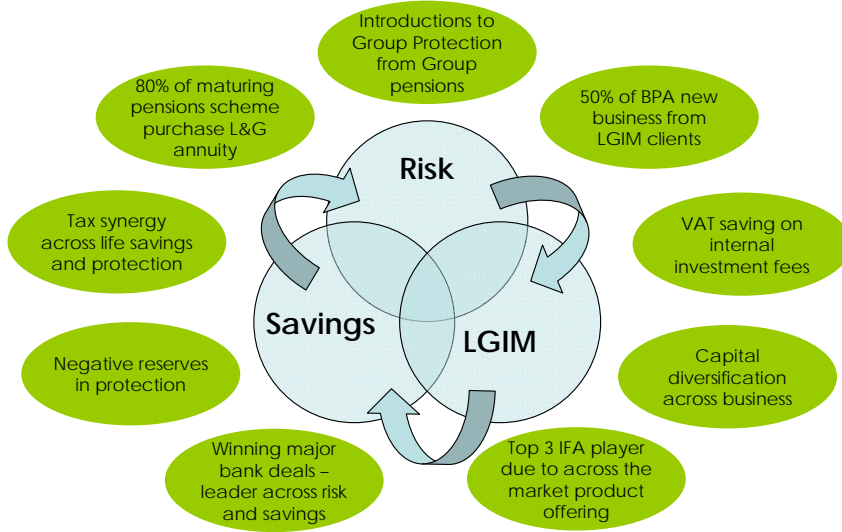 Introductions to
Group Protection
from Group
pensions
80% of maturing
pensions scheme
purchase L&G
annuity
50% of BPA new
business from
LGIM clients
Risk
Tax synergy
across life savings
and protection
VAT saving on
internal
investment fees
Savings
LGIM
Negative reserves
in protection
Capital
diversification
across business
Winning major
bank deals –
leader across risk
and savings
Top 3 IFA player
due to across the
market product
offering